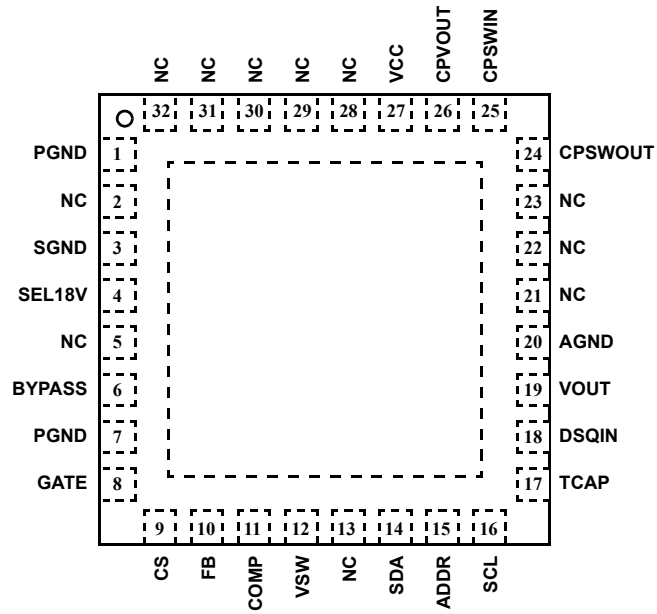 NC NC NC NC NC VCC CPVOUT CPSWIN
32 31 30 29 28 27 26 25
PGND 1 24 CPSWOUT
NC 2 23 NC
SGND 3 22 NC
SEL18V 4 21 NC
NC 5 20 AGND
BYPASS 6 19 VOUT
PGND 7 18 DSQIN
GATE 8 17 TCAP
9 10 11 12 13 14 15 16
CS FB COMP VSW NC SDA ADDR SCL